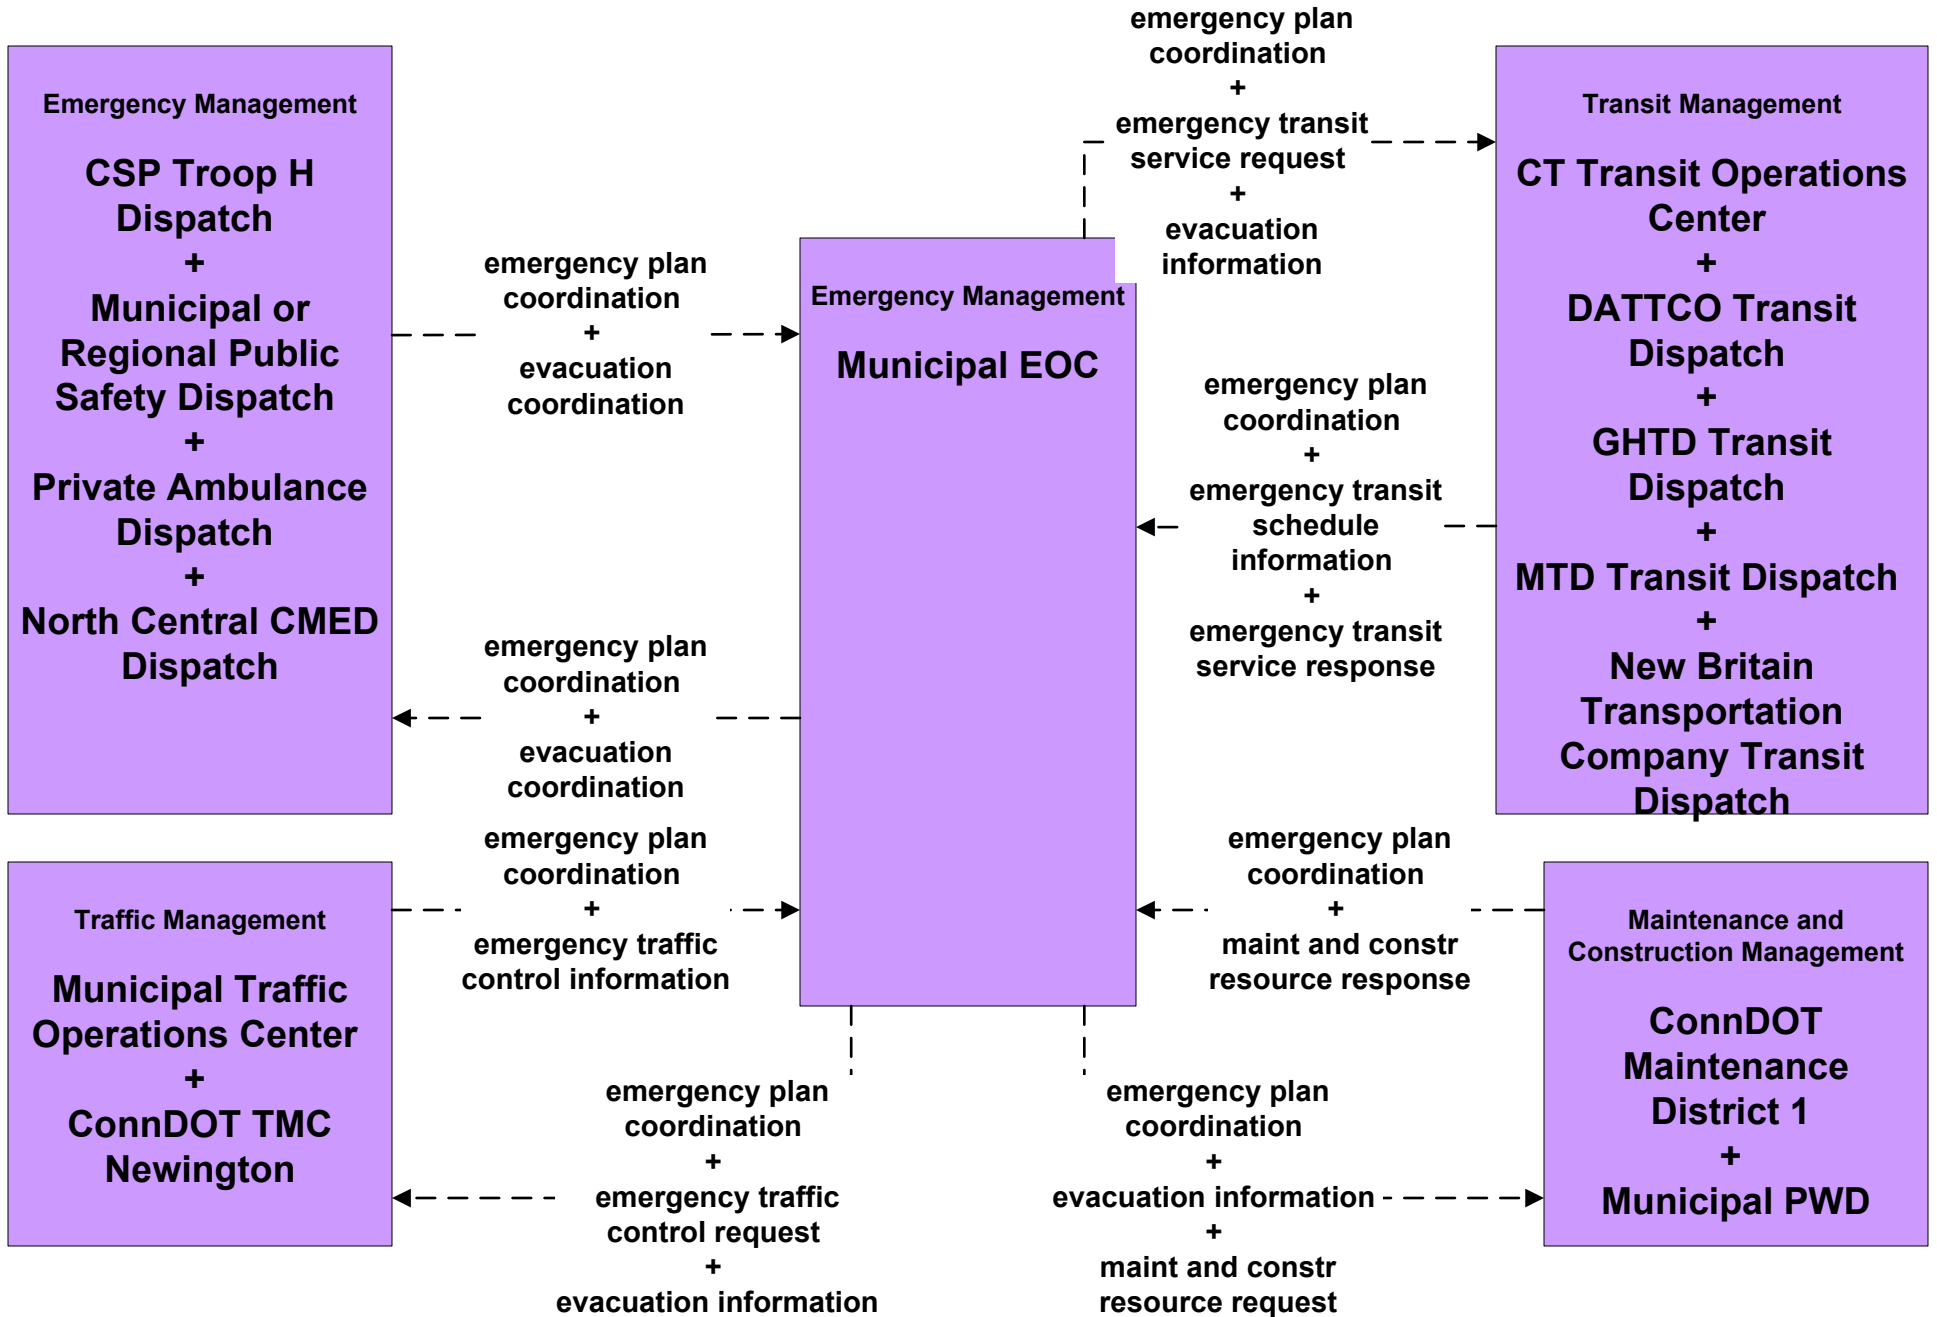 Emergency Management
CSP Troop H
Dispatch
+
Municipal or
Regional Public
Safety Dispatch
+
Private Ambulance
Dispatch
+
North Central CMED
Dispatch
emergency plan
coordination
+
evacuation
coordination
emergency plan
coordination
+
evacuation
coordination
Traffic Management
Municipal Traffic
Operations Center
+
ConnDOT TMC
Newington
emergency plan
coordination
+
emergency traffic
control information
emergency plan
coordination
+
emergency traffic
control request
+
evacuation information
Emergency Management
Municipal EOC
emergency plan
coordination
+
emergency transit
service request
+
evacuation
information
emergency plan
coordination
+
emergency transit
schedule
information
+
emergency transit
service response
Transit Management
CT Transit Operations
Center
+
DATTCO Transit
Dispatch
+
GHTD Transit
Dispatch
+
MTD Transit Dispatch
+
New Britain
Transportation
Company Transit
Dispatch
emergency plan
coordination
+
maint and constr
resource response
emergency plan
coordination
+
evacuation information
+
maint and constr
resource request
Maintenance and
Construction Management
ConnDOT
Maintenance
District 1
+
Municipal PWD